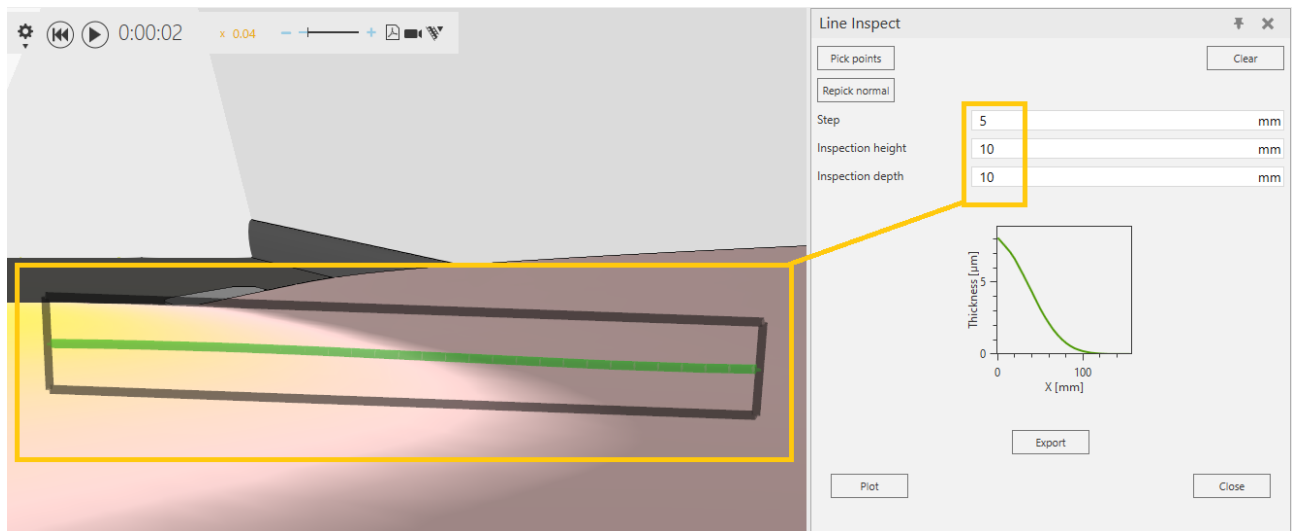 0:00:02
x 0.04
Line Inspect
Pick points
Clear
Repick normal
Step 5 mm
Inspection height 10 mm
Inspection depth 10 mm
Thickness [µm]
5
0
0 100
X [mm]
Export
Plot
Close